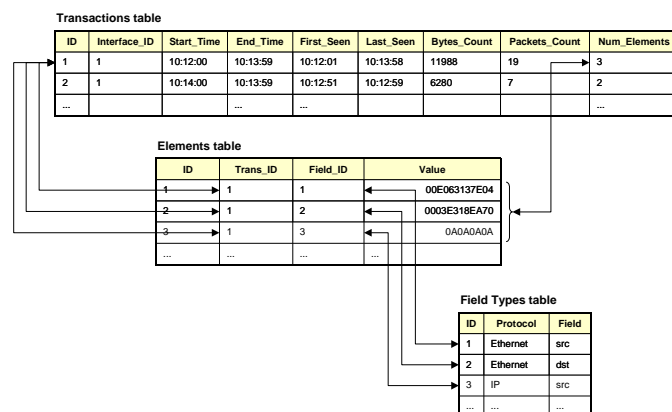 Transactions table
ID Interface_ID Start_Time End_Time First_Seen Last_Seen Bytes_Count Packets_Count Num_Elements
1 1 10:12:00 10:13:59 10:12:01 10:13:58 11988 19 3
2 1 10:14:00 10:13:59 10:12:51 10:12:59 6280 7 2
... ... ... ...
Elements table
ID Trans_ID Field_ID Value
1 1 1 00E063137E04
2 1 2 0003E318EA70
3 1 3 0A0A0A0A
... ... ... ...
Field Types table
ID Protocol Field
1 Ethernet src
2 Ethernet dst
3 IP src
... ... ...